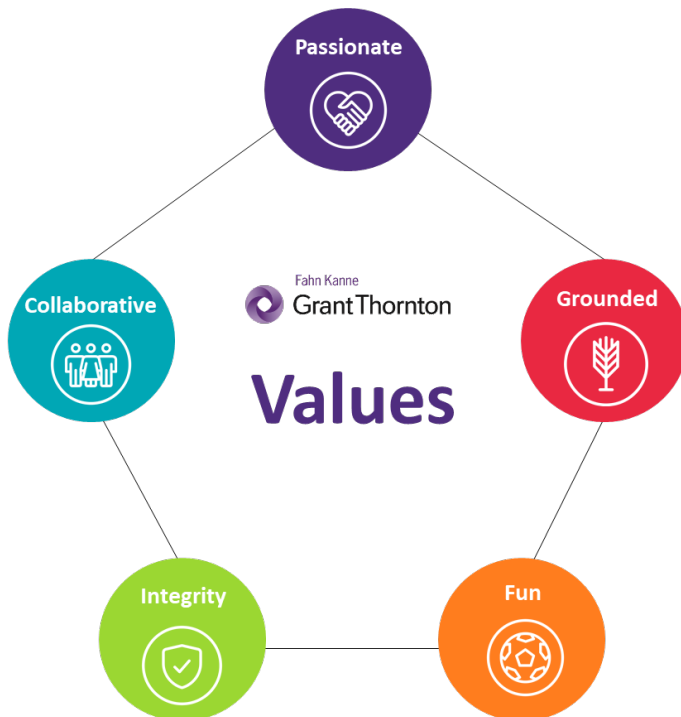 Passionate
Collaborative
Grounded
Fahn Kanne
GrantThornton
Values
Integrity
Fun